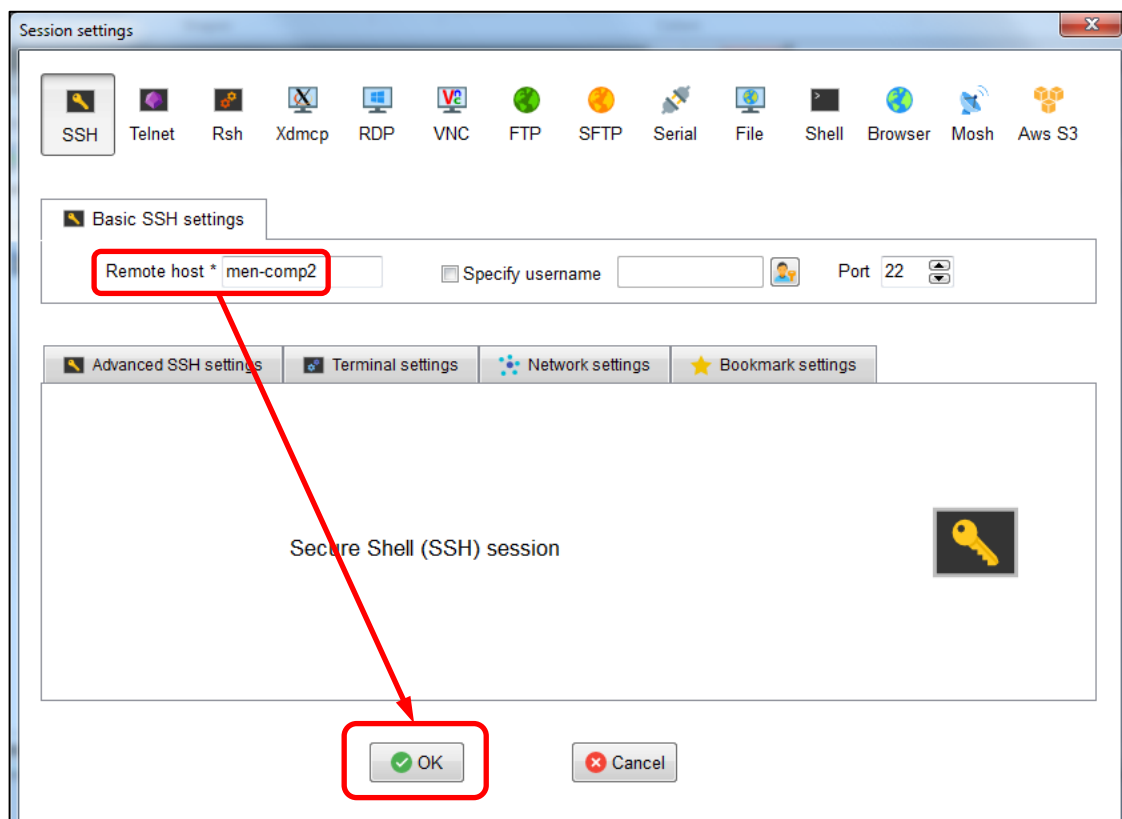 Session settings
SSH Telnet Rsh Xdmcp RDP VNC FTP SFTP Serial File Shell Browser Mosh Aws S3
Basic SSH settings
Remote host * men-comp2 Specify username Port 22
Advanced SSH settings Terminal settings Network settings Bookmark settings
Secure Shell (SSH) session
OK Cancel